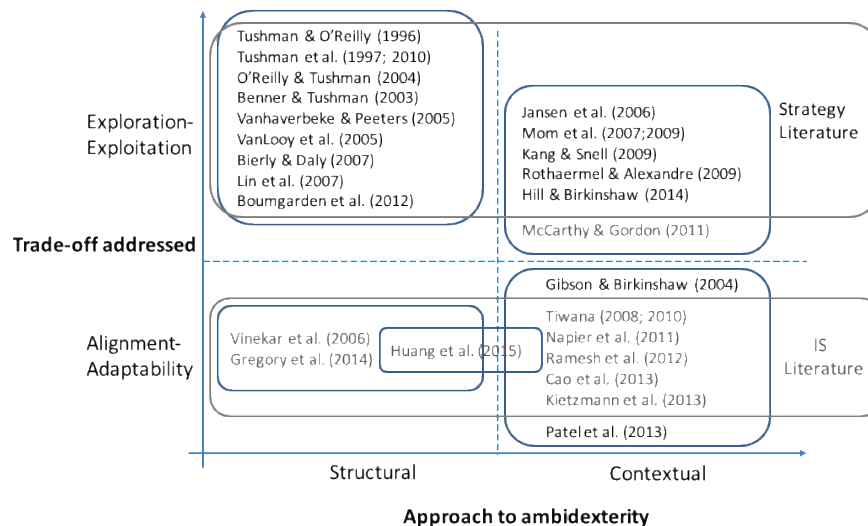 Tushman & O'Reilly (1996)
Tushman et al. (1997; 2010)
O'Reilly & Tushman (2004)
Benner & Tushman (2003)
Vanhaverbeke & Peeters (2005)
VanLooy et al. (2005)
Bierly & Daly (2007)
Lin et al. (2007)
Boumgarden et al. (2012)
Exploration-
Exploitation
Jansen et al. (2006)
Mom et al. (2007;2009)
Kang & Snell (2009)
Rothaermel & Alexandre (2009)
Hill & Birkinshaw (2014)
McCarthy & Gordon (2011)
Strategy
Literature
Trade-off addressed
Alignment-
Adaptability
Vinekar et al. (2006)
Gregory et al. (2014)
Huang et al. (2015)
Gibson & Birkinshaw (2004)
Tiwana (2008; 2010)
Napier et al. (2011)
Ramesh et al. (2012)
Cao et al. (2013)
Kietzmann et al. (2013)
Patel et al. (2013)
IS
Literature
Structural
Contextual
Approach to ambidexterity